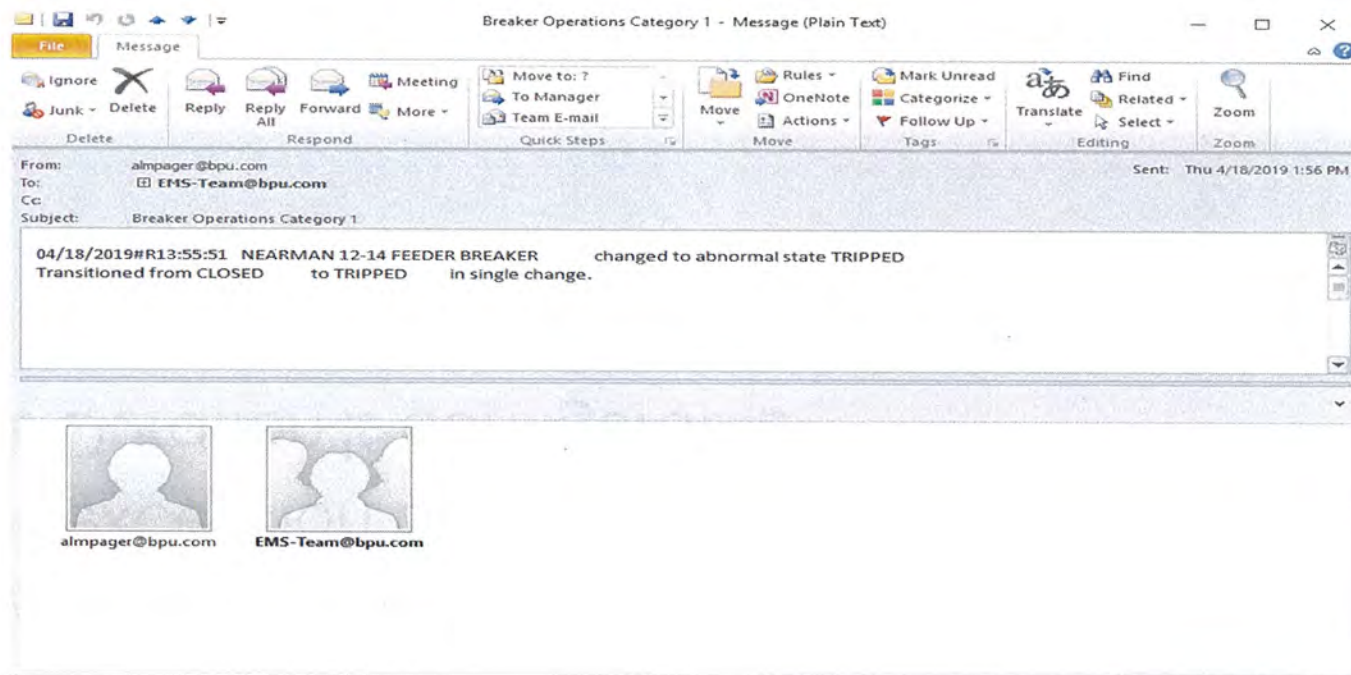 Breaker Operations Category 1 - Message (Plain Text)
File Message
Ignore
Junk
Delete
Reply
Reply All
Forward
Meeting
More
Move to: ?
To Manager
Team E-mail
Move
Rules
OneNote
Actions
Mark Unread
Categorize
Follow Up
Translate
Find
Related
Select
Zoom
Delete Respond Quick Steps Move Tags Editing Zoom
From: almpager@bpu.com Sent: Thu 4/18/2019 1:56 PM
To: EMS-Team@bpu.com
Cc:
Subject: Breaker Operations Category 1
04/18/2019#R13:55:51 NEARMAN 12-14 FEEDER BREAKER changed to abnormal state TRIPPED
Transitioned from CLOSED to TRIPPED in single change.
almpager@bpu.com EMS-Team@bpu.com